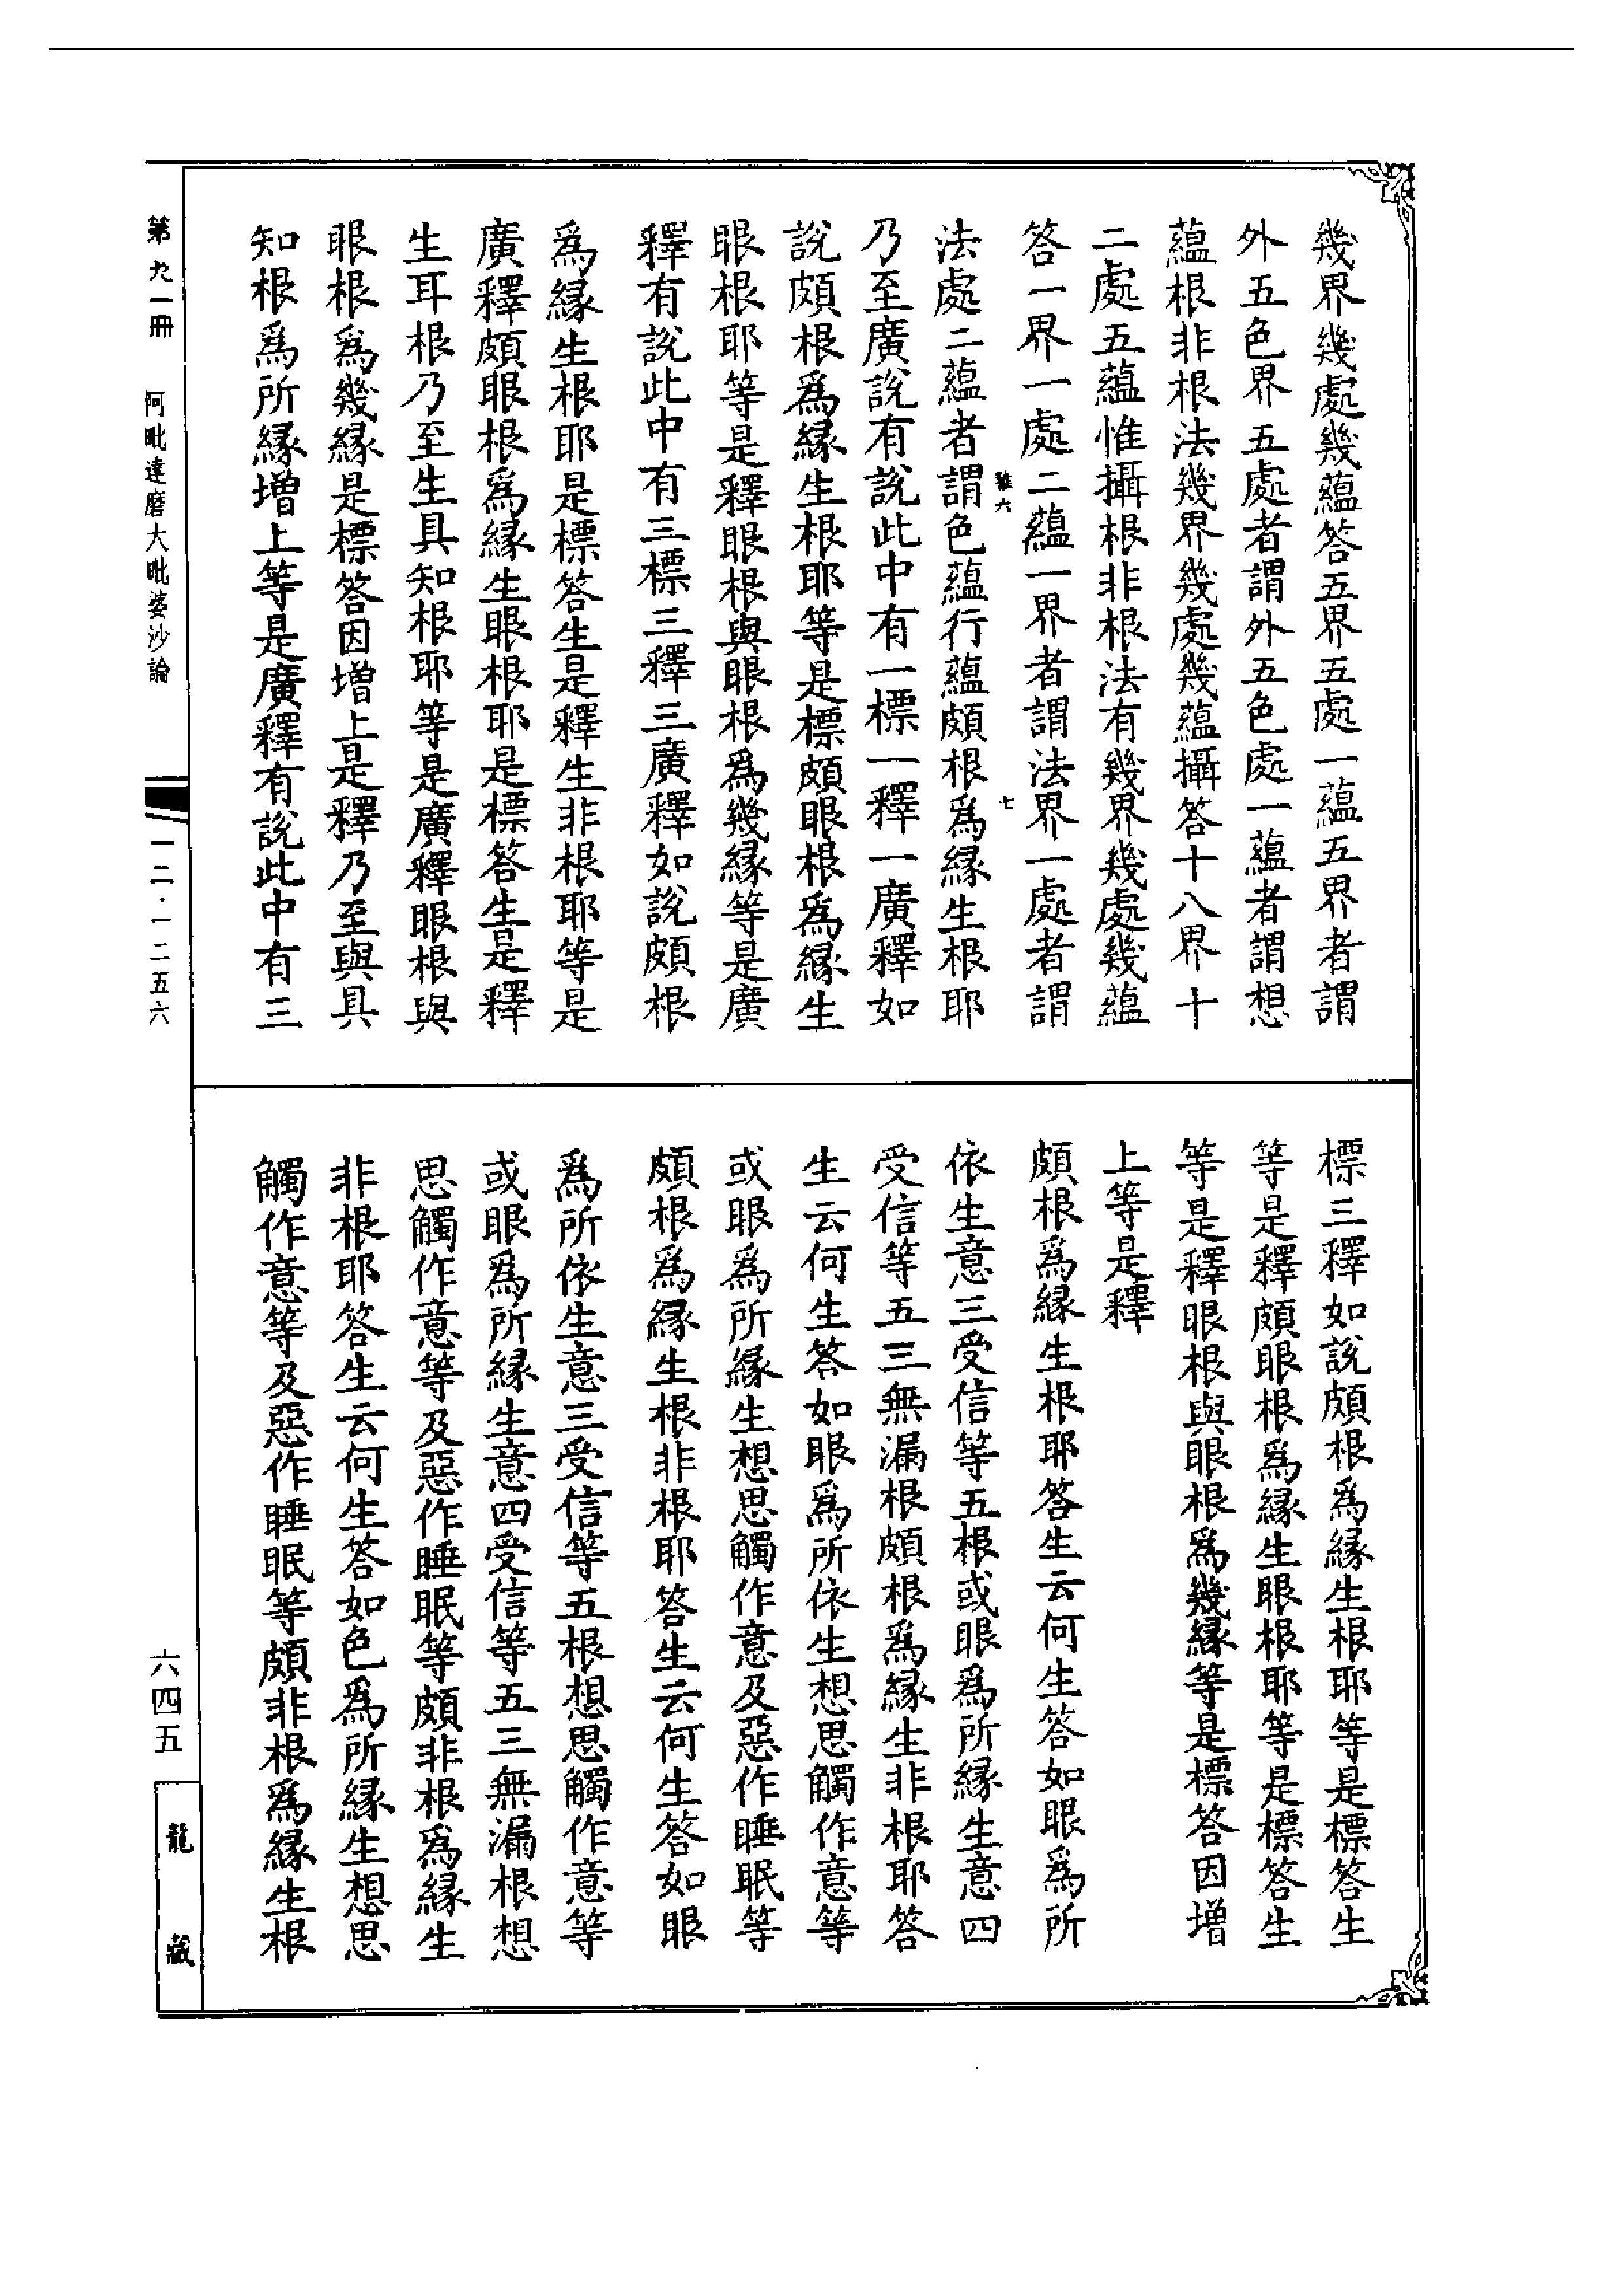 幾界幾處幾蘊答五界五處一蘊五界者謂
外五色界五處者謂外五色處一蘊者謂想
蘊根非根法幾界幾處幾蘊攝答十八界十
二處五蘊惟攝根非根法有幾界幾處幾蘊
答一界一處二蘊一界者謂法界一處者謂
雞六
七
法處二蘊者謂色蘊行蘊頗根爲緣生根耶
乃至廣說有說此中有一標一釋一廣釋如
說頗根爲緣生根耶等是標頗眼根爲緣生
眼根耶等是釋眼根與眼根爲幾緣等是廣
釋有說此中有三標三釋三廣釋如說頗根
爲緣生根耶是標答生是釋生非根耶等是
廣釋頗眼根爲緣生眼根耶是標答生是釋
生耳根乃至生具知根耶等是廣釋眼根與
眼根爲幾緣是標答因增上是釋乃至與具
知根爲所緣增上等是廣釋有說此中有三
標三釋如說頗根爲緣生根耶等是標答生
等是釋頗眼根爲緣生眼根耶等是標答生
等是釋眼根與眼根爲幾緣等是標答因增
上等是釋
頗根爲緣生根耶答生云何生答如眼爲所
依生意三受信等五根或眼爲所緣生意四
受信等五三無漏根頗根爲緣生非根耶答
生云何生答如眼爲所依生想思觸作意等
或眼爲所緣生想思觸作意及惡作睡眠等
頗根爲緣生根非根耶答生云何生答如眼
爲所依生意三受信等五根想思觸作意等
或眼爲所緣生意四受信等五三無漏根想
思觸作意等及惡作睡眠等頗非根爲緣生
非根耶答生云何生答如色爲所緣生想思
觸作意等及惡作睡眠等頗非根爲緣生根
第九一冊
阿毗達磨大毗婆沙論
一二·一二五六
六四五
龍藏